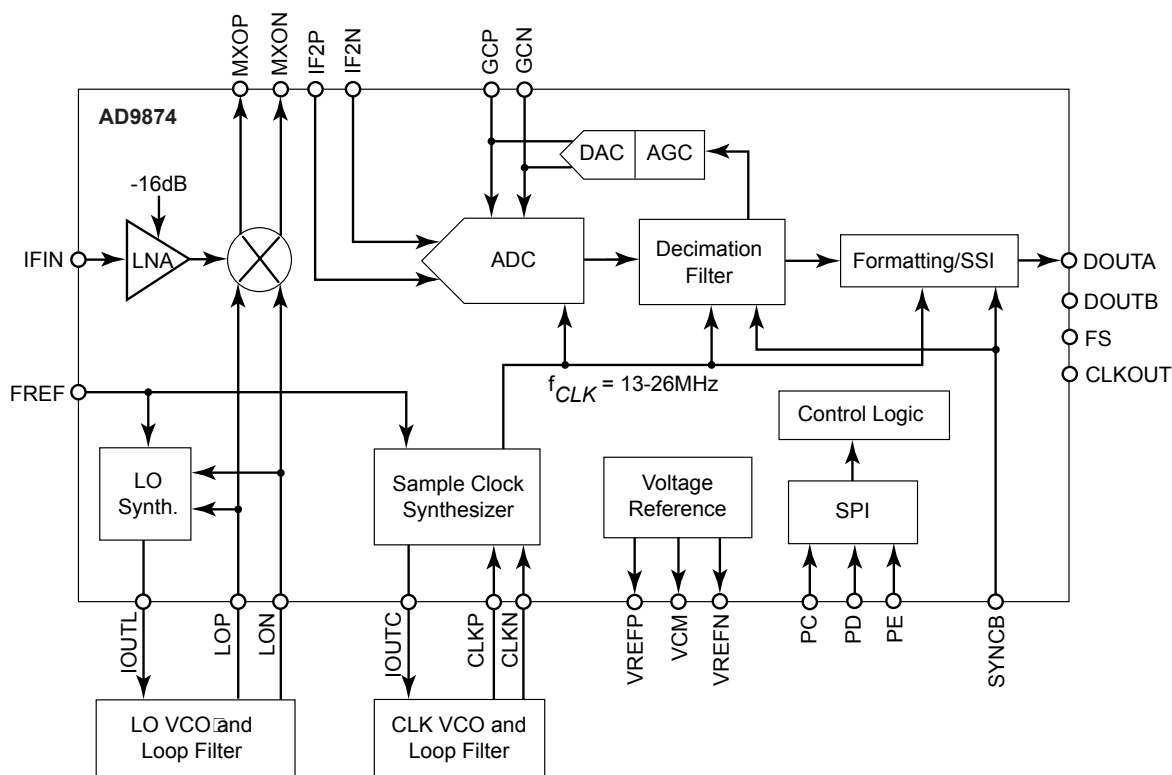 MXOP
MXON
IF2P
IF2N
GCP
GCN
AD9874
DAC
AGC
-16dB
IFIN
LNA
ADC
Decimation
Filter
Formatting/SSI
DOUTA
DOUTB
FS
CLKOUT
FREF
fCLK = 13-26MHz
Control Logic
LO
Synth.
Sample Clock
Synthesizer
Voltage
Reference
SPI
IOUTL
LOP
LON
IOUTC
CLKP
CLKN
VREFP
VCM
VREFN
PC
PD
PE
SYNCB
LO VCO and
Loop Filter
CLK VCO and
Loop Filter